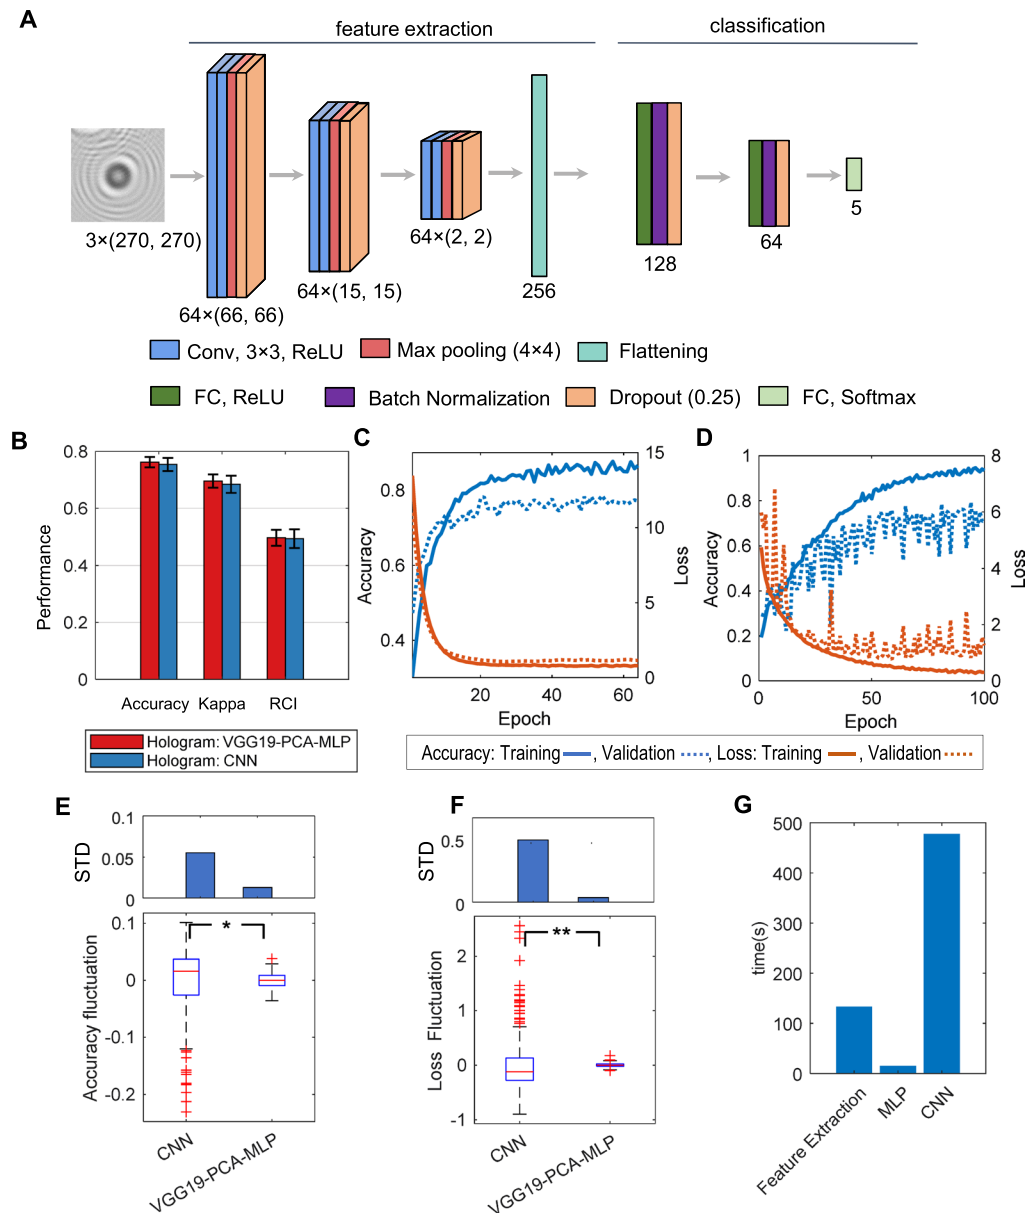 A
feature extraction
classification
3×(270, 270)
64×(66, 66)
64×(15, 15)
64×(2, 2)
256
128
64
5
Conv, 3×3, ReLU
Max pooling (4×4)
Flattening
FC, ReLU
Batch Normalization
Dropout (0.25)
FC, Softmax
B
Performance
0.8
0.6
0.4
0.2
0
Accuracy Kappa RCI
Hologram: VGG19-PCA-MLP
Hologram: CNN
C
Accuracy
0.8
0.6
0.4
15
10
5
0
Loss
20 40 60
Epoch
D
Accuracy
1
0.8
0.6
0.4
0.2
0
8
6
4
2
0
Loss
0 50 100
Epoch
Accuracy: Training , Validation , Loss: Training , Validation
E
STD
0.1
0.05
0
Accuracy fluctuation
0.1
0
-0.1
-0.2
*
CNN
VGG19-PCA-MLP
F
STD
0.5
0
Loss Fluctuation
2
1
0
-1
**
CNN
VGG19-PCA-MLP
G
time(s)
500
400
300
200
100
0
Feature Extraction
MLP
CNN